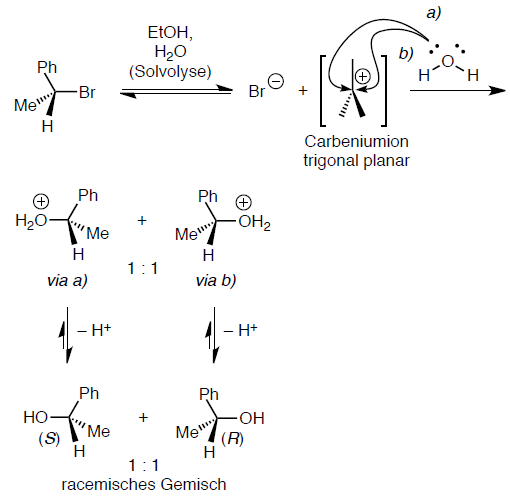 a)
EtOH,
H₂O
(Solvolyse)
b)
Ph
Br
Me
H
Br⊖
+
⊕
O
H H
Carbeniumion
trigonal planar
⊕
H₂O
Ph
Me
H
+
Ph
⊕
OH₂
Me
H
1 : 1
via a)
via b)
– H⁺
– H⁺
Ph
HO
Me
(S)
H
+
Ph
OH
Me
(R)
H
1 : 1
racemisches Gemisch